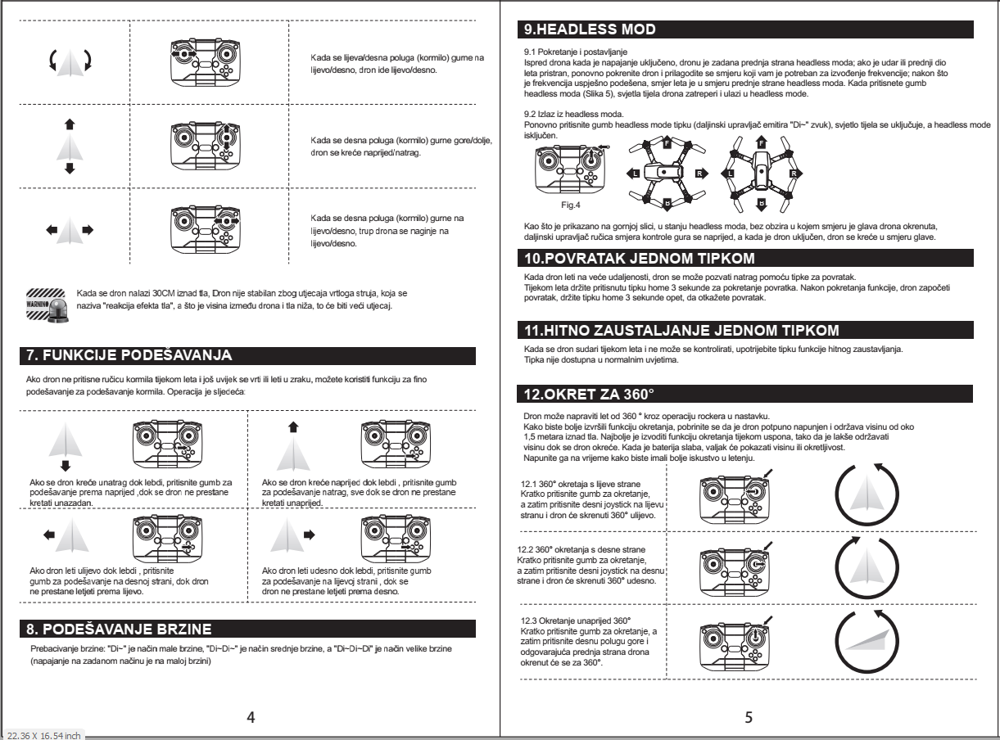 Kada se lijeva/desna poluga (kormilo) gurne na
lijevo/desno, dron ide lijevo/desno.
Kada se desna poluga (kormilo) gurne gore/dolje,
dron se kreće naprijed/natrag.
Kada se desna poluga (kormilo) gurne na
lijevo/desno, trup drona se naginje na
lijevo/desno.
WARNING
Kada se dron nalazi 30CM iznad tla, Dron nije stabilan zbog utjecaja vrtloga struja, koja se
naziva "reakcija efekta tla", a što je visina između drona i tla niža, to će biti veći utjecaj.
7. FUNKCIJE PODEŠAVANJA
Ako dron ne pritisne ručicu kormila tijekom leta i još uvijek se vrti ili leti u zraku, možete koristiti funkciju za fino
podešavanje za podešavanje kormila. Operacija je sljedeća:
Ako se dron kreće unatrag dok lebdi, pritisnite gumb za
podešavanje prema naprijed ,dok se dron ne prestane
kretati unazadan.
Ako se dron kreće naprijed dok lebdi , pritisnite gumb
za podešavanje natrag, sve dok se dron ne prestane
kretati unaprijed.
Ako dron leti ulijevo dok lebdi , pritisnite
gumb za podešavanje na desnoj strani, dok dron
ne prestane letjeti prema lijevo.
Ako dron leti udesno dok lebdi, pritisnite gumb
za podešavanje na lijevoj strani , dok se
dron ne prestane letjeti prema desno.
8. PODEŠAVANJE BRZINE
Prebacivanje brzine: "Di~" je način male brzine, "Di~Di~" je način srednje brzine, a "Di~Di~Di" je način velike brzine
(napajanje na zadanom načinu je na maloj brzini)
4
22.36 X 16.54 inch
9.HEADLESS MOD
9.1 Pokretanje i postavljanje
Ispred drona kada je napajanje uključeno, dronu je zadana prednja strana headless moda; ako je udar ili prednji dio
leta pristran, ponovno pokrenite dron i prilagodite se smjeru koji vam je potreban za izvođenje frekvencije; nakon što
je frekvencija uspješno podešena, smjer leta je u smjeru prednje strane headless moda. Kada pritisnete gumb
headless moda (Slika 5), svjetla tijela drona zatreperi i ulazi u headless mode.
9.2 Izlaz iz headless moda.
Ponovno pritisnite gumb headless mode tipku (daljinski upravljač emitira "Di~" zvuk), svjetlo tijela se uključuje, a headless mode
isključen.
F
L
R
B
F
L
R
B
Fig.4
Kao što je prikazano na gornjoj slici, u stanju headless moda, bez obzira u kojem smjeru je glava drona okrenuta,
daljinski upravljač ručica smjera kontrole gura se naprijed, a kada je dron uključen, dron se kreće u smjeru glave.
10.POVRATAK JEDNOM TIPKOM
Kada dron leti na veće udaljenosti, dron se može pozvati natrag pomoću tipke za povratak.
Tijekom leta držite pritisnutu tipku home 3 sekunde za pokretanje povratka. Nakon pokretanja funkcije, dron započeti
povratak, držite tipku home 3 sekunde opet, da otkažete povratak.
11.HITNO ZAUSTALJANJE JEDNOM TIPKOM
Kada se dron sudari tijekom leta i ne može se kontrolirati, upotrijebite tipku funkcije hitnog zaustavljanja.
Tipka nije dostupna u normalnim uvjetima.
12.OKRET ZA 360°
Dron može napraviti let od 360 ° kroz operaciju rockera u nastavku.
Kako biste bolje izvršili funkciju okretanja, pobrinite se da je dron potpuno napunjen i održava visinu od oko
1,5 metara iznad tla. Najbolje je izvoditi funkciju okretanja tijekom uspona, tako da je lakše održavati
visinu dok se dron okreće. Kada je baterija slaba, valjak će pokazati visinu ili okretljivost.
Napunite ga na vrijeme kako biste imali bolje iskustvo u letenju.
12.1 360° okretaja s lijeve strane
Kratko pritisnite gumb za okretanje,
a zatim pritisnite desni joystick na lijevu
stranu i dron će skrenuti 360° ulijevo.
12.2 360° okretanja s desne strane
Kratko pritisnite gumb za okretanje,
a zatim pritisnite desni joystick na desnu
strane i dron će skrenuti 360° udesno.
12.3 Okretanje unaprijed 360°
Kratko pritisnite gumb za okretanje, a
zatim pritisnite desnu polugu gore i
odgovarajuća prednja strana drona
okrenut će se za 360°.
5